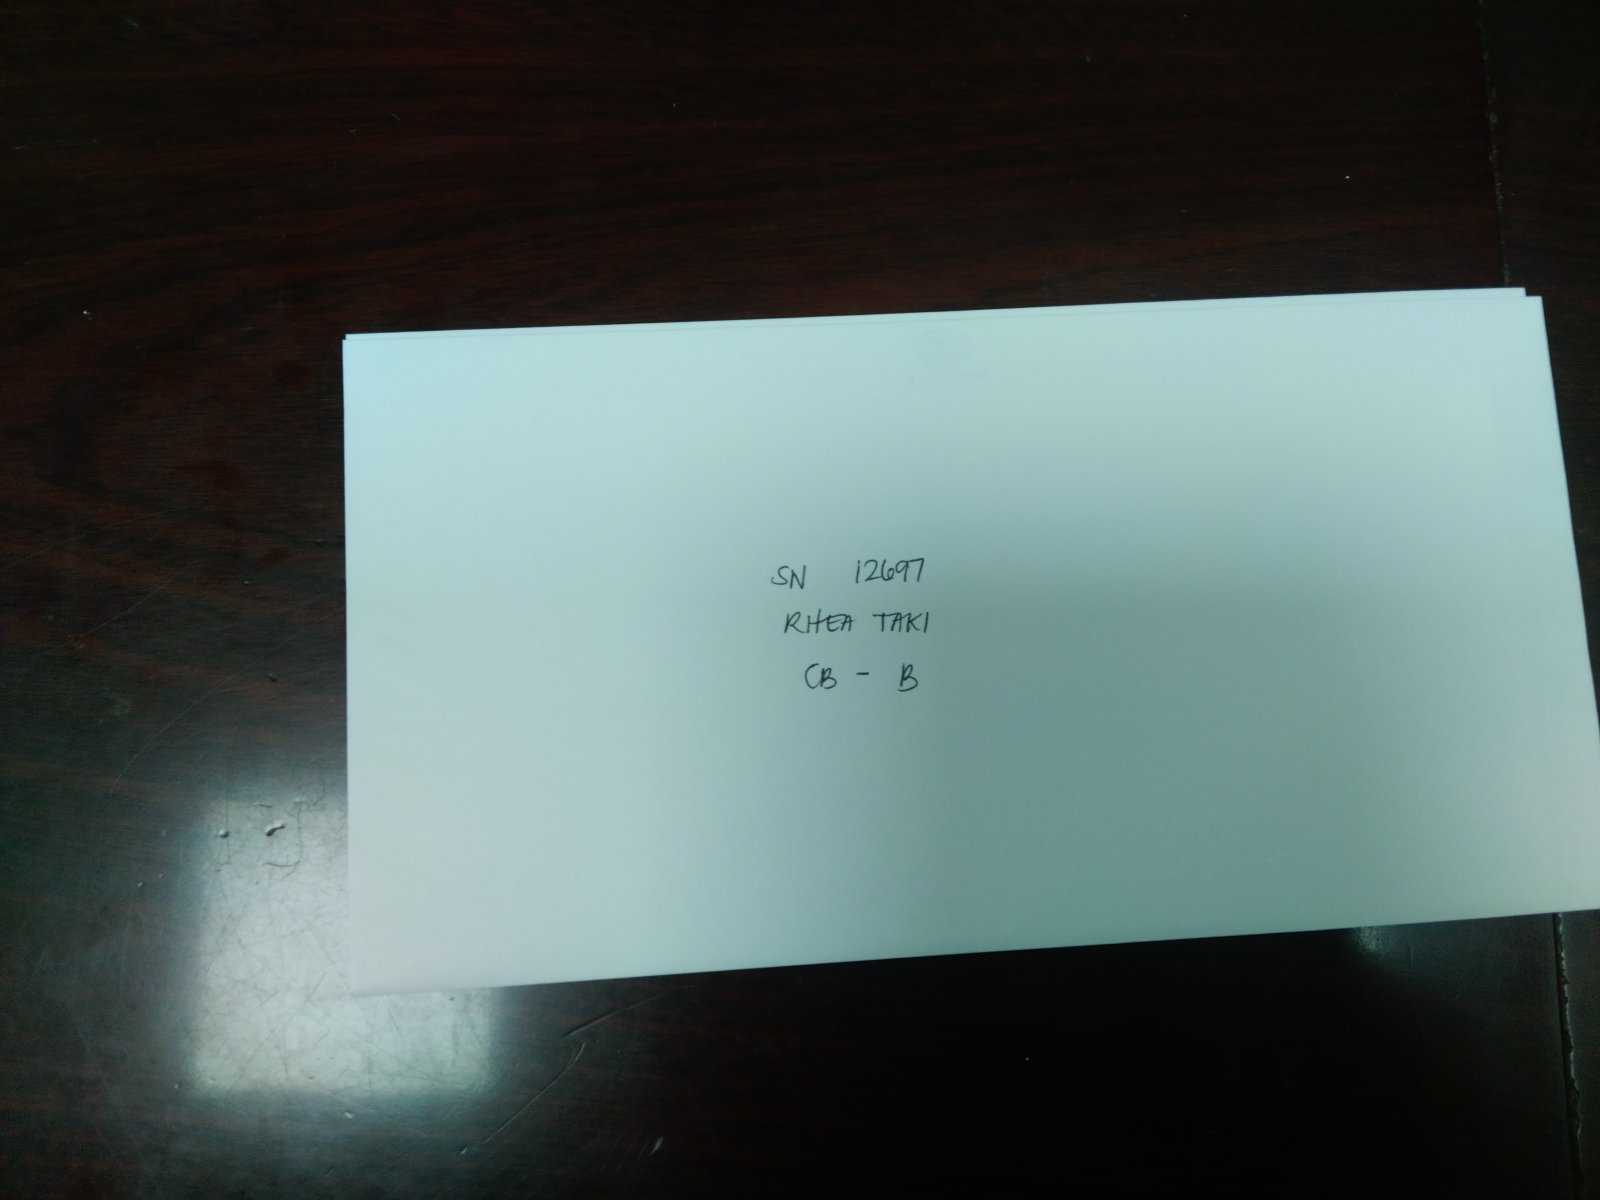 SN 12697
RHEA TAKI
CB - B